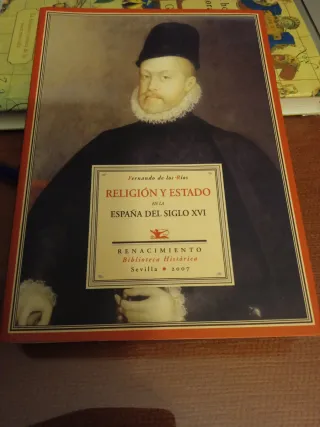 Fernando de los Ríos
RELIGIÓN Y ESTADO
EN LA
ESPAÑA DEL SIGLO XVI
RENACIMIENTO
Biblioteca Histórica
Sevilla • 2007